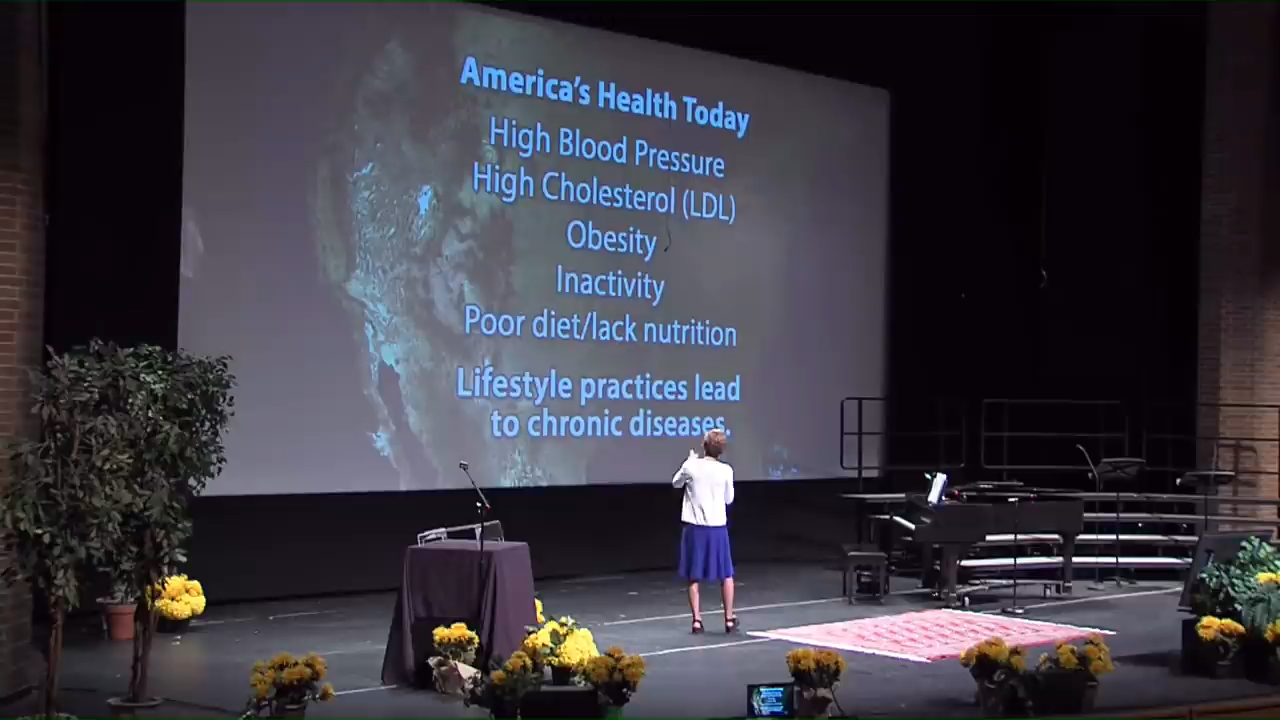 America's Health Today
High Blood Pressure
High Cholesterol (LDL)
Obesity
Inactivity
Poor diet/lack nutrition
Lifestyle practices lead
to chronic diseases.